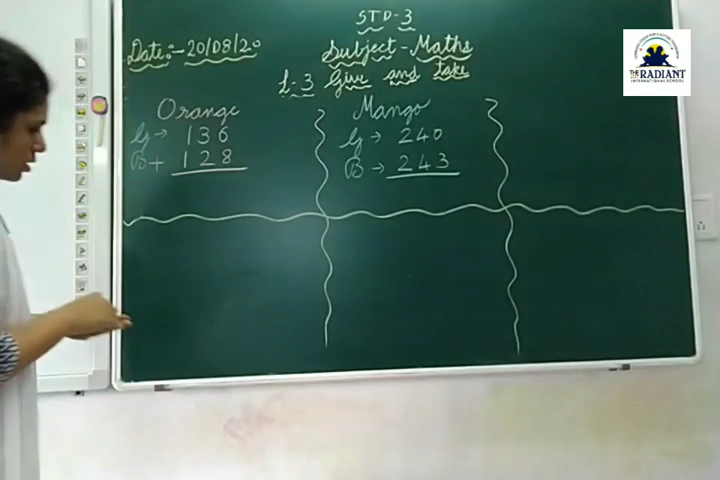 STD-3
Date:- 20/08/20
Subject-Maths
L:3 Give and take
Orange
G→ 136
B+ 128
Mango
G→ 240
B→ 243
THE RADIANT
INTERNATIONAL SCHOOL